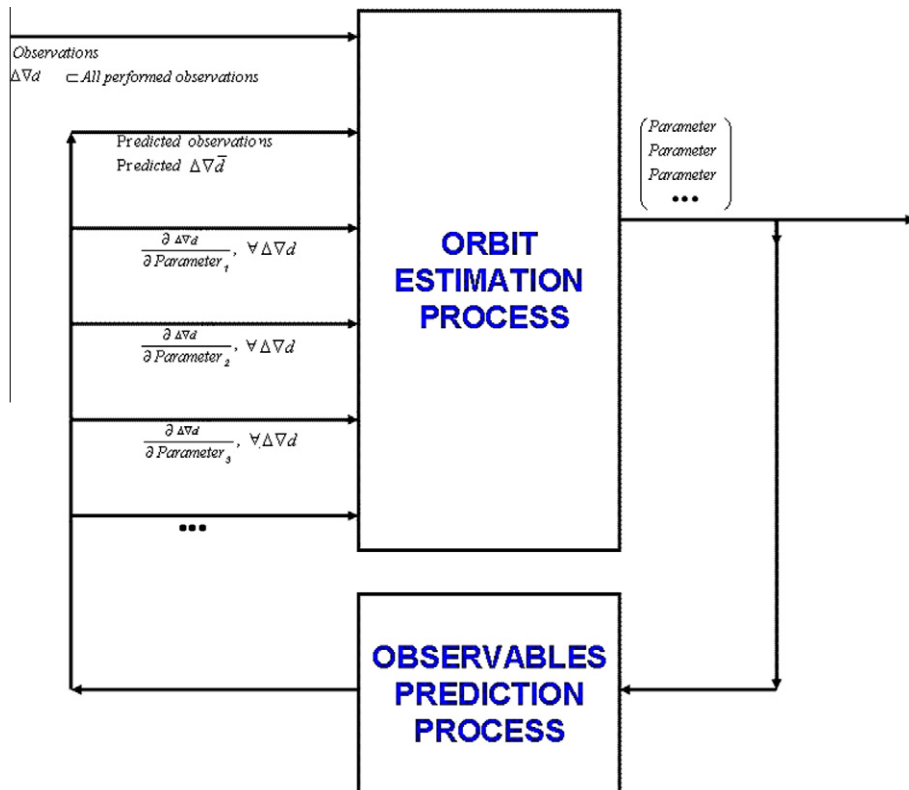 Observations
Δ∇d ⊂ All performed observations
Predicted observations
Predicted Δ∇d̅
∂ Δ∇d / ∂ Parameter₁, ∀ Δ∇d
∂ Δ∇d / ∂ Parameter₂, ∀ Δ∇d
∂ Δ∇d / ∂ Parameter₃, ∀ Δ∇d
•••
ORBIT
ESTIMATION
PROCESS
Parameter
Parameter
Parameter
•••
OBSERVABLES
PREDICTION
PROCESS